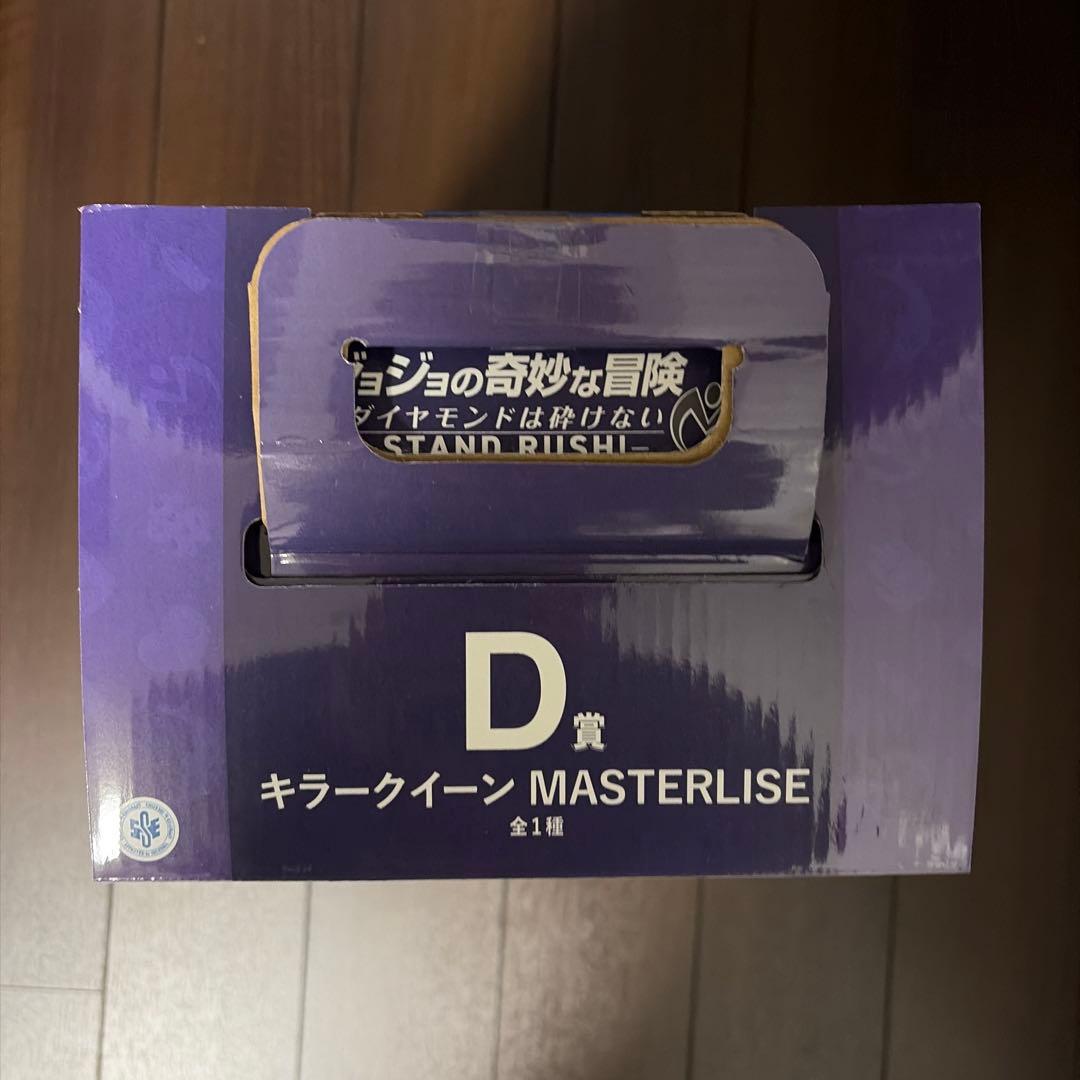 ジョジョの奇妙な冒険
ダイヤモンドは砕けない
STAND RUSH!
D賞
キラークイーン MASTERLISE
全1種